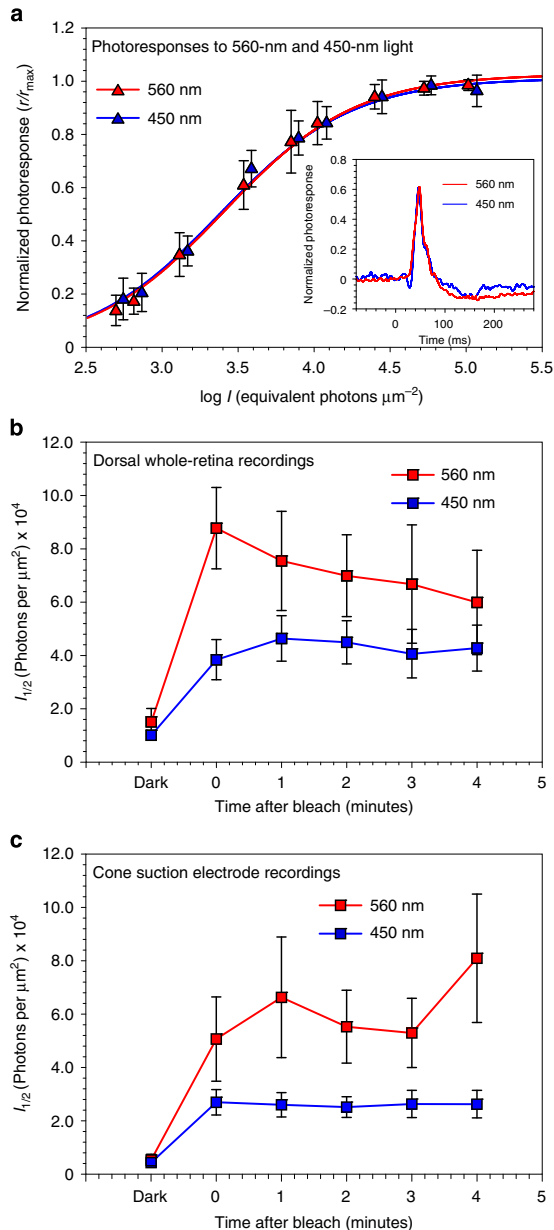 a
Photoresponses to 560-nm and 450-nm light
560 nm
450 nm
Normalized photoresponse (r/rmax)
1.2
1.0
0.8
0.6
0.4
0.2
0
2.5 3.0 3.5 4.0 4.5 5.0 5.5
log I (equivalent photons μm⁻²)
Normalized photoresponse
0.8
0.6
0.4
0.2
0
−0.2
0 100 200
Time (ms)
560 nm
450 nm
b
Dorsal whole-retina recordings
560 nm
450 nm
I1/2 (Photons per μm²) x 10⁴
12.0
10.0
8.0
6.0
4.0
2.0
0
Dark 0 1 2 3 4 5
Time after bleach (minutes)
c
Cone suction electrode recordings
560 nm
450 nm
I1/2 (Photons per μm²) x 10⁴
12.0
10.0
8.0
6.0
4.0
2.0
0
Dark 0 1 2 3 4 5
Time after bleach (minutes)